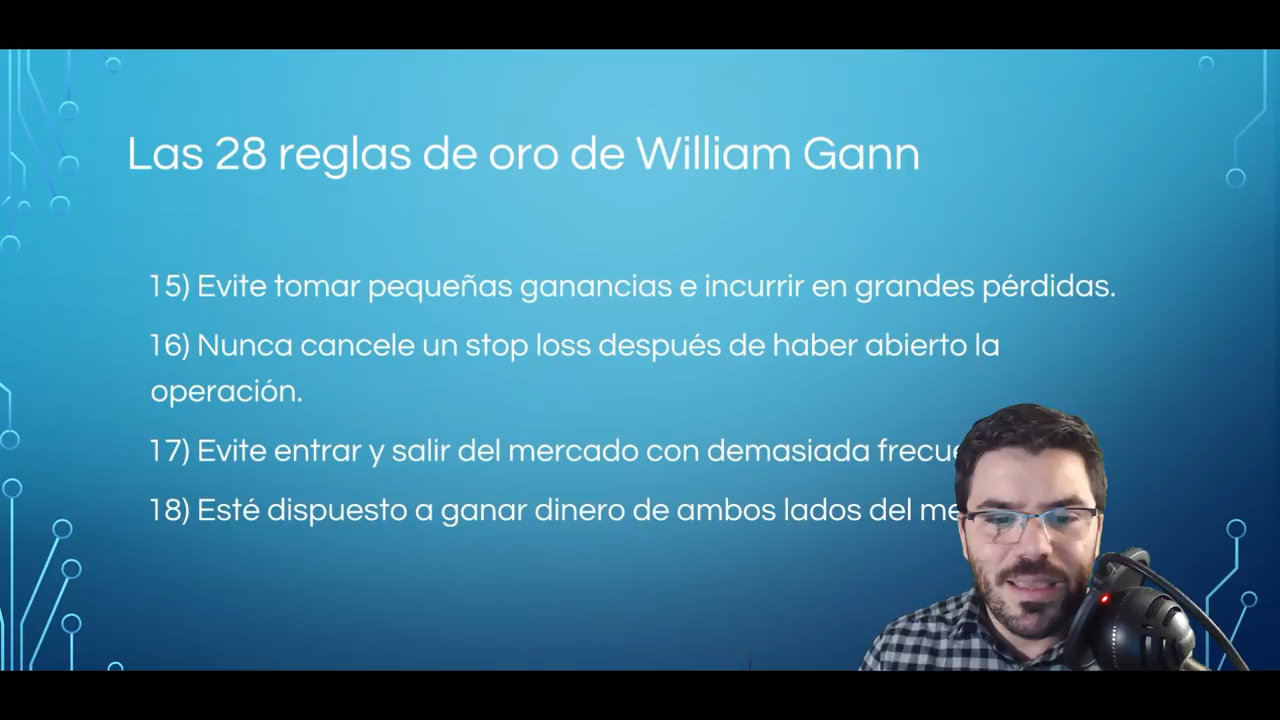 Las 28 reglas de oro de William Gann
15) Evite tomar pequeñas ganancias e incurrir en grandes pérdidas.
16) Nunca cancele un stop loss después de haber abierto la
operación.
17) Evite entrar y salir del mercado con demasiada
18) Esté dispuesto a ganar dinero de ambos lados del